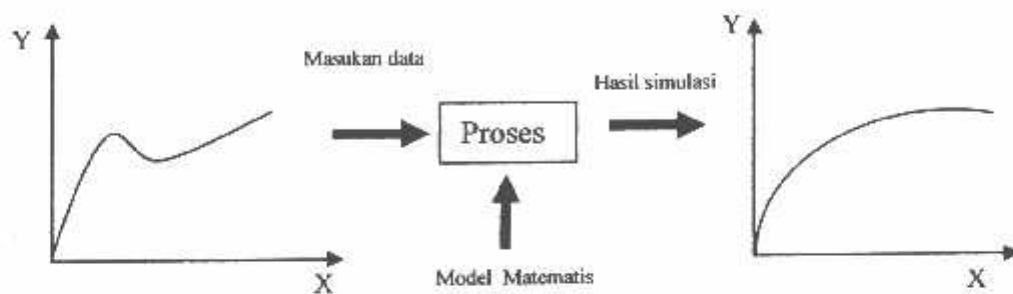 Y
Masukan data
Proses
Hasil simulasi
Y
X
Model Matematis
X